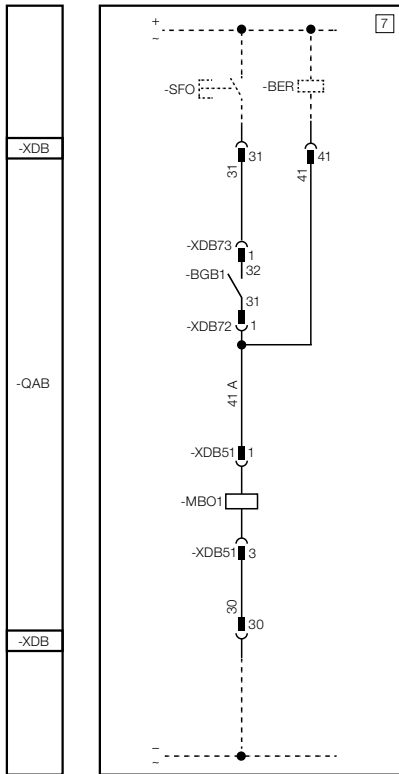 +
~
7
-SFO
-BER
-XDB
31
41
31
41
-XDB73
1
32
-BGB1
31
-XDB72
1
-QAB
41 A
-XDB51
1
-MBO1
-XDB51
3
30
30
-XDB
–
~